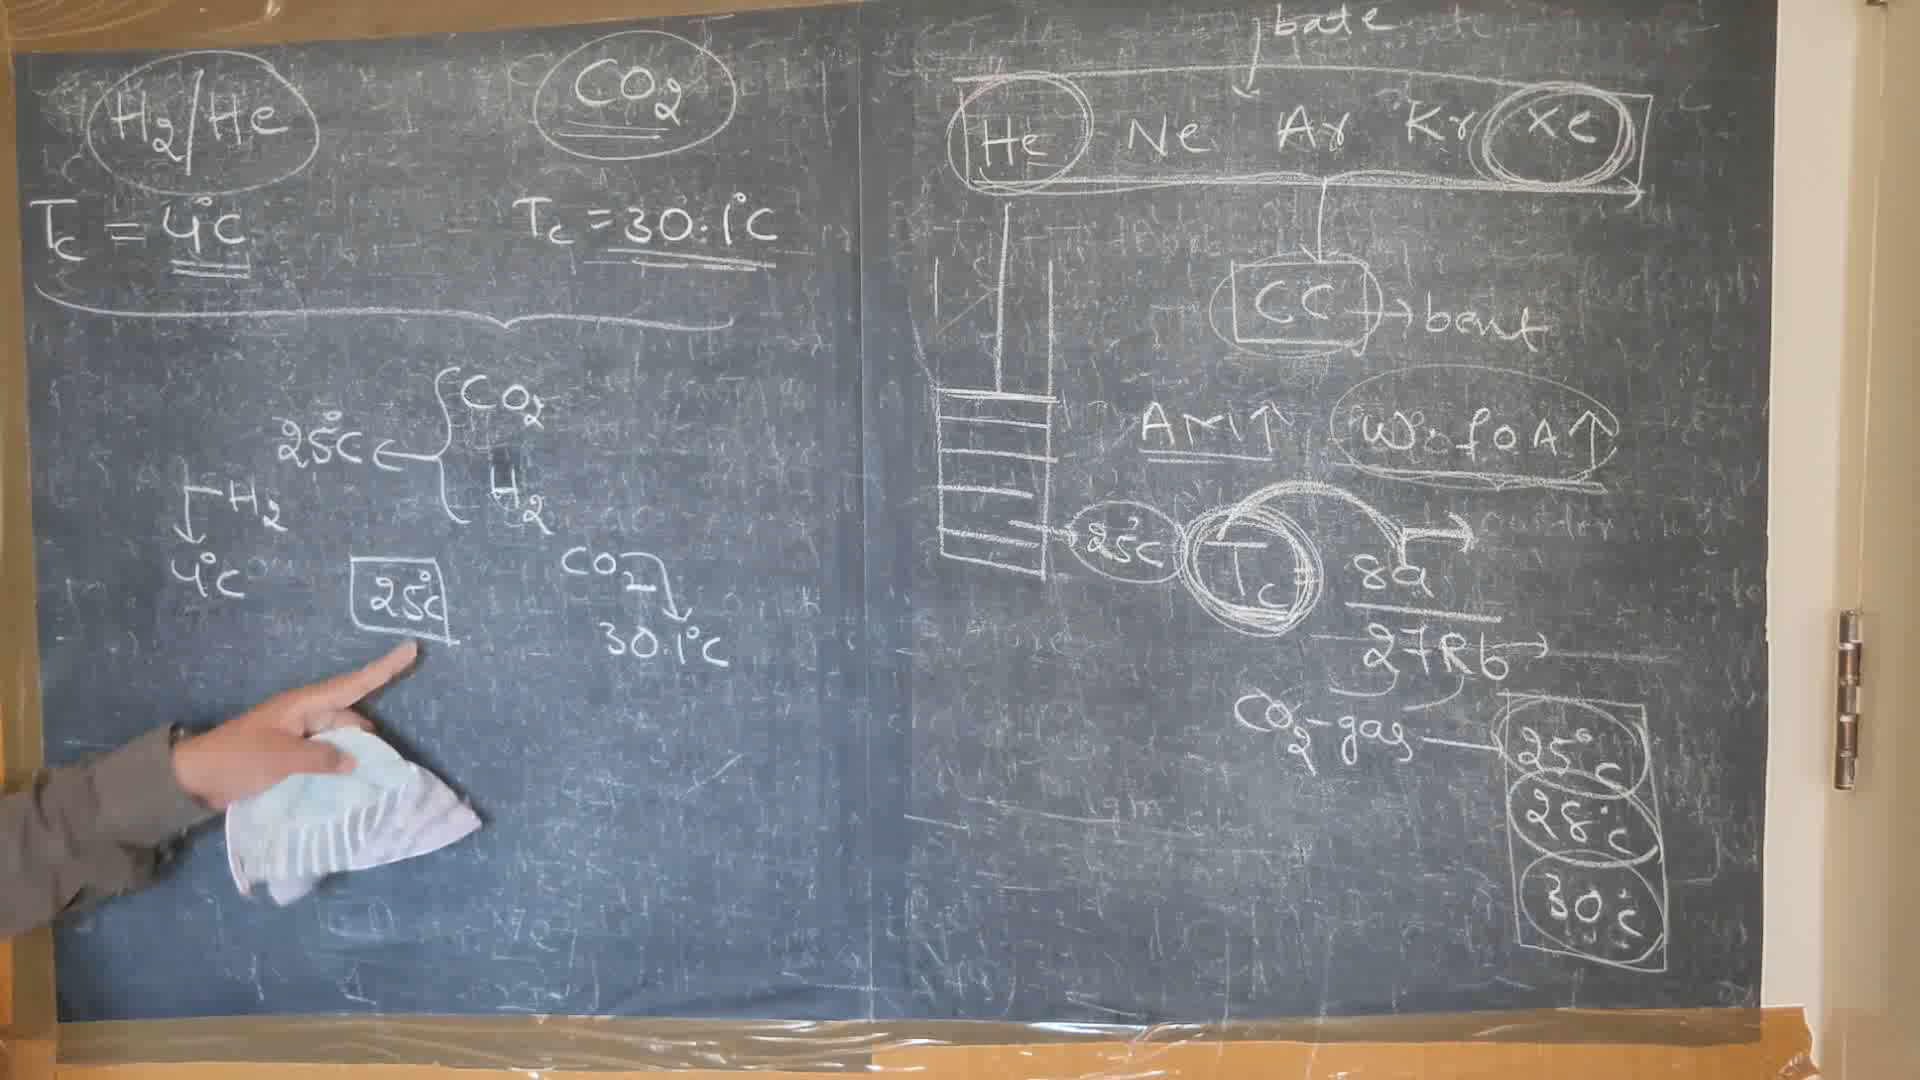 H₂/He
CO₂
Tc = 4°C
Tc = 30.1°C
25°C
CO₂
H₂
H₂
4°C
25°C
CO₂
30.1°C
bate
He Ne Ar Kr Xe
CC → bent
AM↑
25°C
Tc = 8a
27Rb
CO₂-gas
25°C
28°C
30°C